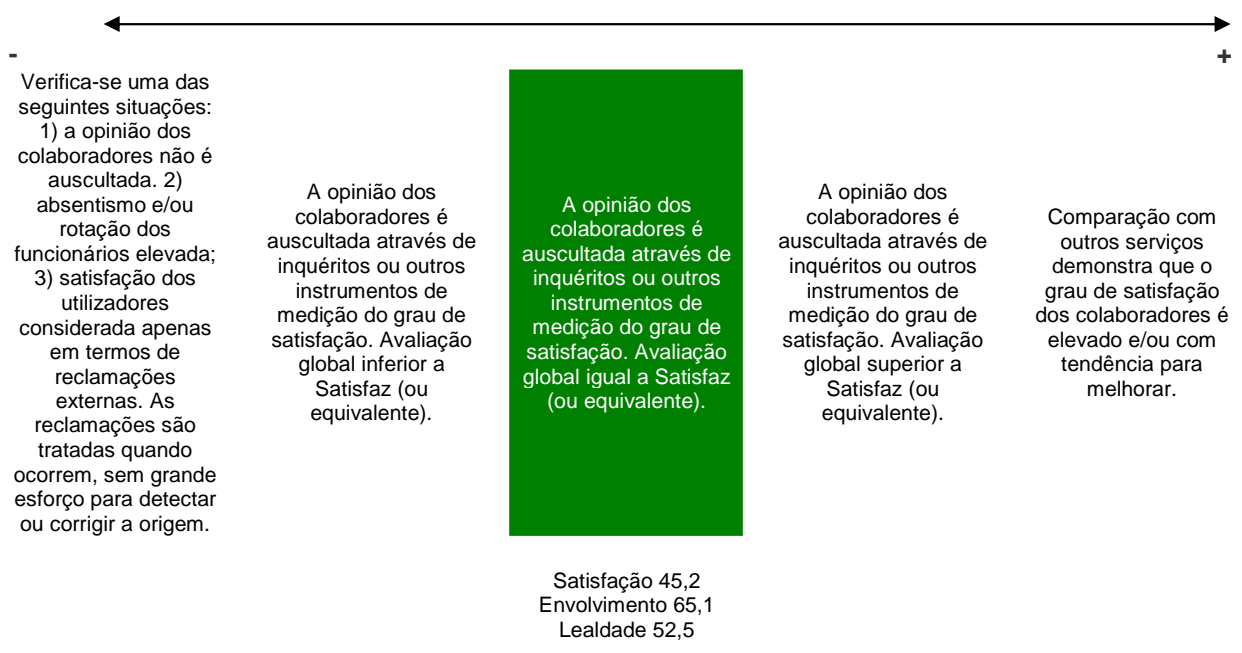 -
+
Verifica-se uma das
seguintes situações:
1) a opinião dos
colaboradores não é
auscultada. 2)
absentismo e/ou
rotação dos
funcionários elevada;
3) satisfação dos
utilizadores
considerada apenas
em termos de
reclamações
externas. As
reclamações são
tratadas quando
ocorrem, sem grande
esforço para detectar
ou corrigir a origem.
A opinião dos
colaboradores é
auscultada através de
inquéritos ou outros
instrumentos de
medição do grau de
satisfação. Avaliação
global inferior a
Satisfaz (ou
equivalente).
A opinião dos
colaboradores é
auscultada através de
inquéritos ou outros
instrumentos de
medição do grau de
satisfação. Avaliação
global igual a Satisfaz
(ou equivalente).
A opinião dos
colaboradores é
auscultada através de
inquéritos ou outros
instrumentos de
medição do grau de
satisfação. Avaliação
global superior a
Satisfaz (ou
equivalente).
Comparação com
outros serviços
demonstra que o
grau de satisfação
dos colaboradores é
elevado e/ou com
tendência para
melhorar.
Satisfação 45,2
Envolvimento 65,1
Lealdade 52,5